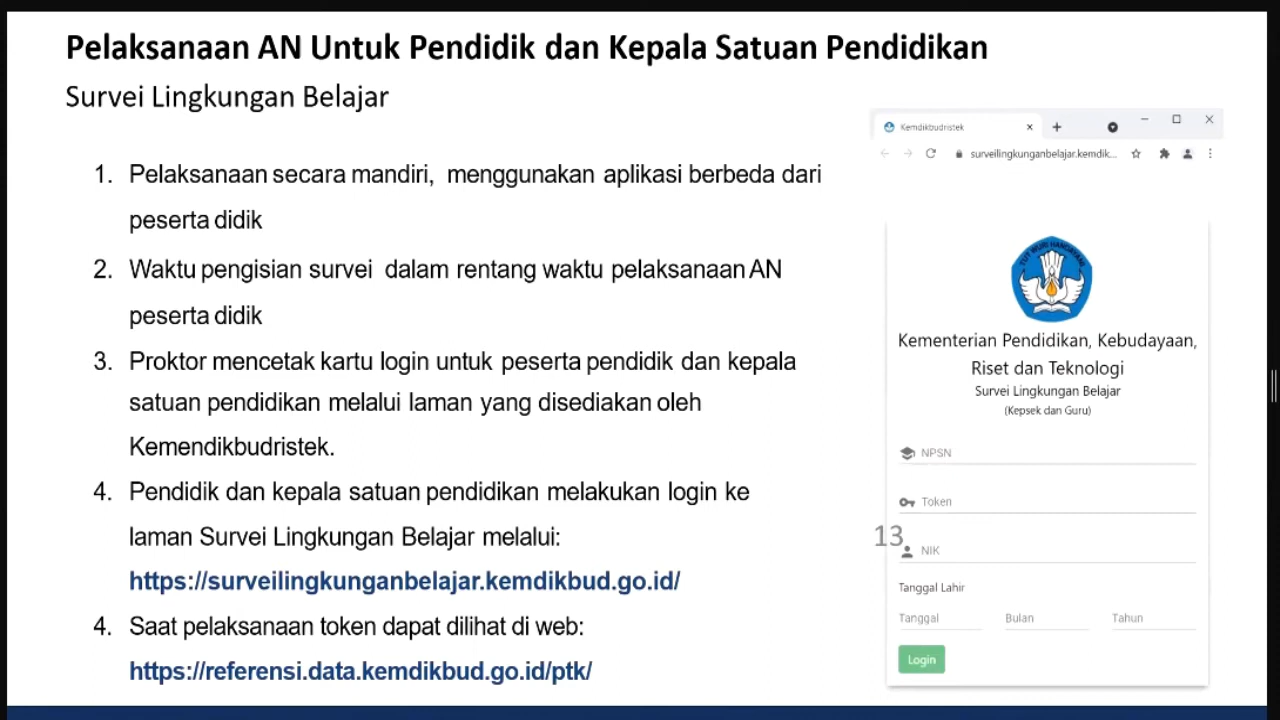 Pelaksanaan AN Untuk Pendidik dan Kepala Satuan Pendidikan
Survei Lingkungan Belajar
1. Pelaksanaan secara mandiri, menggunakan aplikasi berbeda dari
peserta didik
2. Waktu pengisian survei dalam rentang waktu pelaksanaan AN
peserta didik
3. Proktor mencetak kartu login untuk peserta pendidik dan kepala
satuan pendidikan melalui laman yang disediakan oleh
Kemendikbudristek.
4. Pendidik dan kepala satuan pendidikan melakukan login ke
laman Survei Lingkungan Belajar melalui:
https://surveilingkunganbelajar.kemdikbud.go.id/
4. Saat pelaksanaan token dapat dilihat di web:
https://referensi.data.kemdikbud.go.id/ptk/
Kemdikbudristek
surveilingkunganbelajar.kemdik...
TUT WURI HANDAYANI
Kementerian Pendidikan, Kebudayaan,
Riset dan Teknologi
Survei Lingkungan Belajar
(Kepsek dan Guru)
NPSN
Token
13
NIK
Tanggal Lahir
Tanggal Bulan Tahun
Login